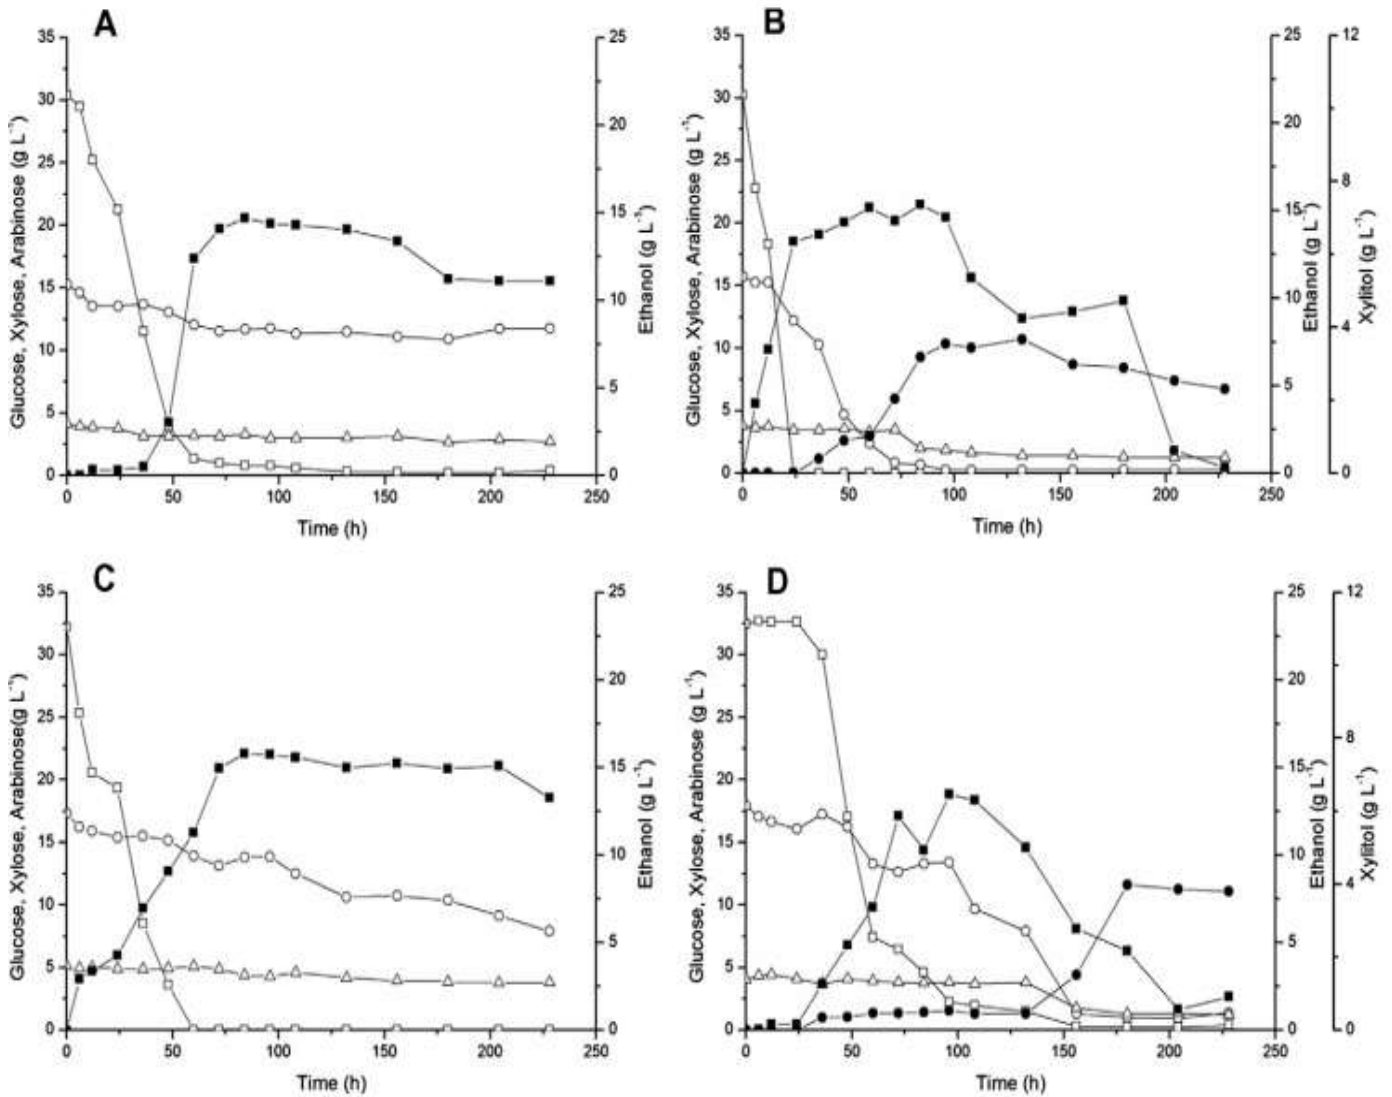 A
35
30
25
20
15
10
5
0
Glucose, Xylose, Arabinose (g L⁻¹)
25
20
15
10
5
0
Ethanol (g L⁻¹)
0 50 100 150 200 250
Time (h)
B
35
30
25
20
15
10
5
0
Glucose, Xylose, Arabinose (g L⁻¹)
25
20
15
10
5
0
Ethanol (g L⁻¹)
12
8
4
0
Xylitol (g L⁻¹)
0 50 100 150 200 250
Time (h)
C
35
30
25
20
15
10
5
0
Glucose, Xylose, Arabinose(g L⁻¹)
25
20
15
10
5
0
Ethanol (g L⁻¹)
0 50 100 150 200 250
Time (h)
D
35
30
25
20
15
10
5
0
Glucose, Xylose, Arabinose (g L⁻¹)
25
20
15
10
5
0
Ethanol (g L⁻¹)
12
8
4
0
Xylitol (g L⁻¹)
0 50 100 150 200 250
Time (h)